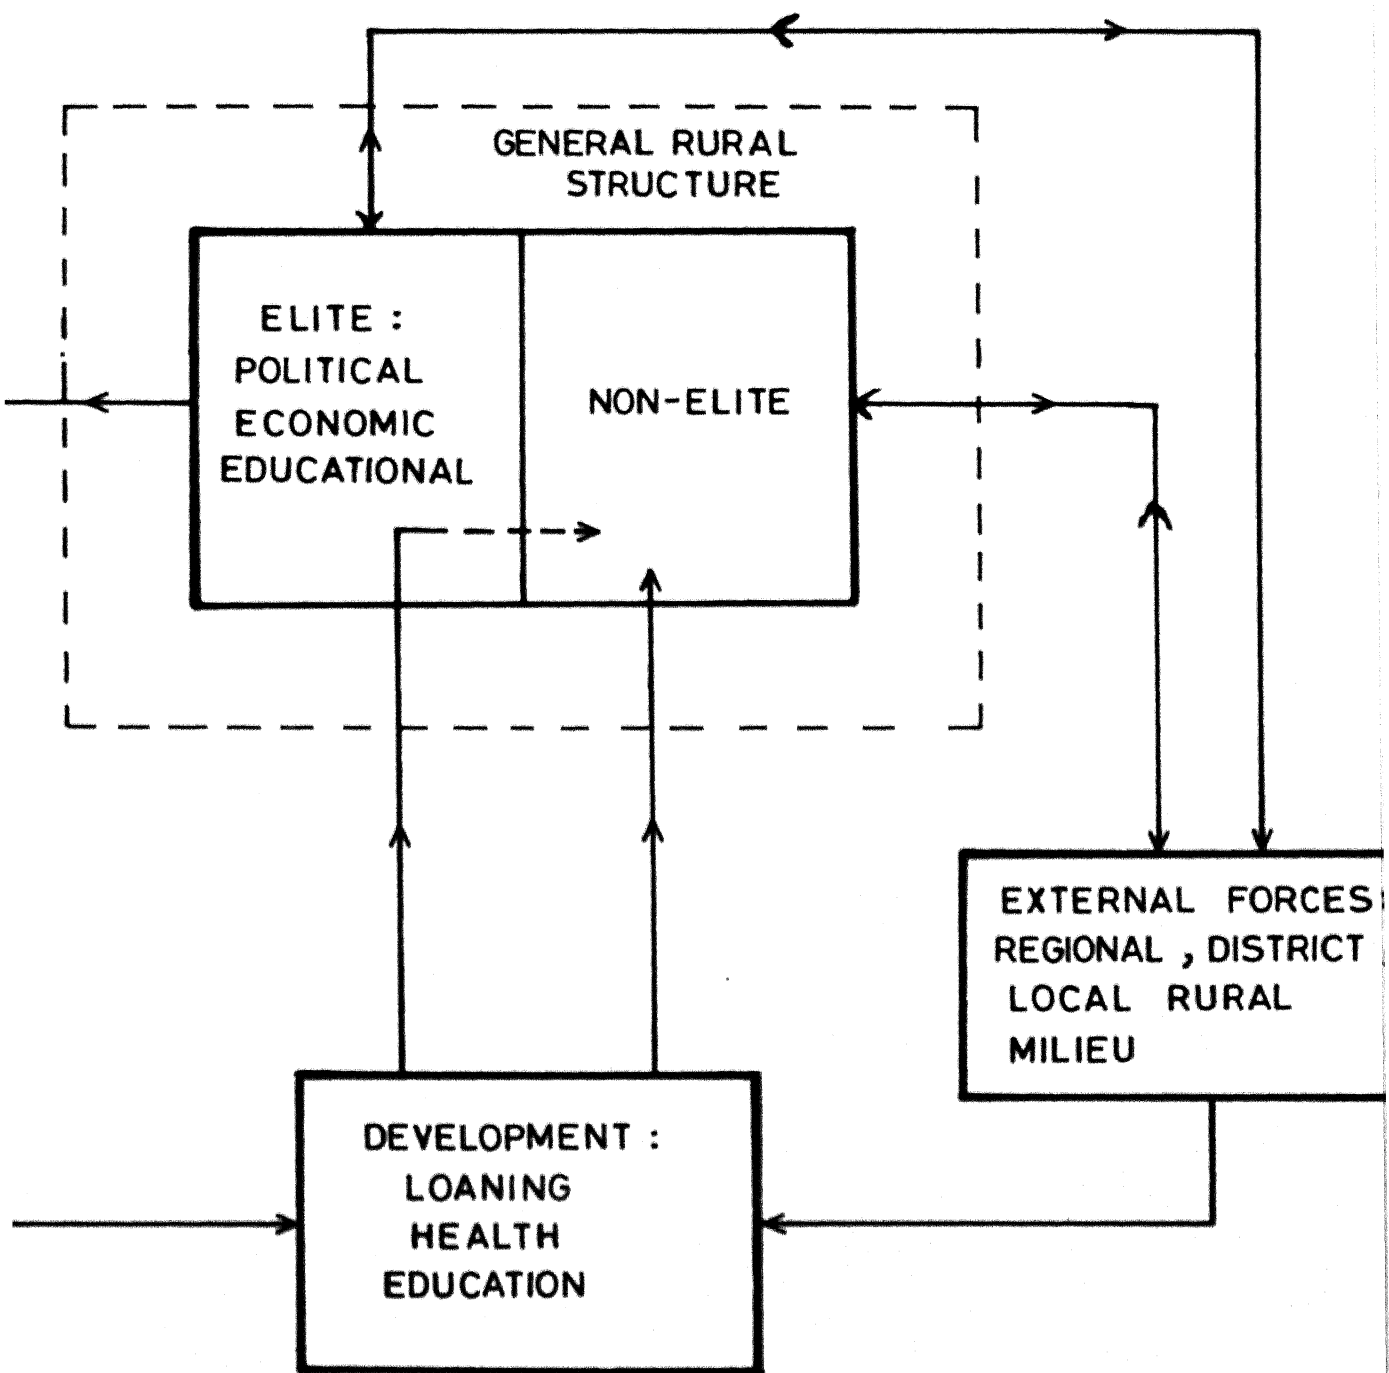 GENERAL RURAL
STRUCTURE
ELITE :
POLITICAL
ECONOMIC
EDUCATIONAL
NON-ELITE
EXTERNAL FORCES:
REGIONAL , DISTRICT
LOCAL RURAL
MILIEU
DEVELOPMENT :
LOANING
HEALTH
EDUCATION